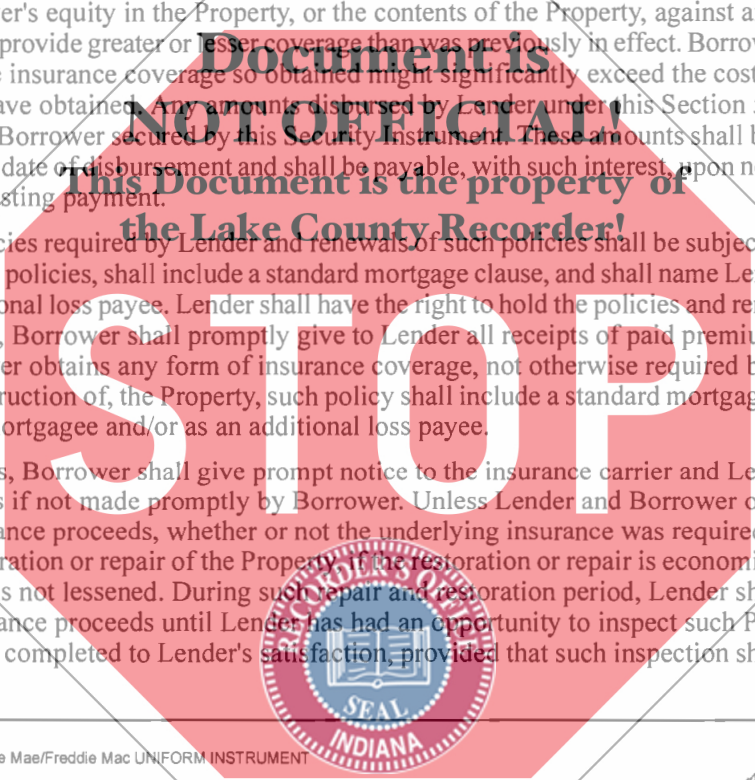 er's equity in the Property, or the contents of the Property, against a
provide greater or lesser coverage than was previously in effect. Borro
insurance coverage so obtained might significantly exceed the cost
ave obtained. Any amounts disbursed by Lender under this Section
Borrower secured by this Security Instrument. These amounts shall b
date of disbursement and shall be payable, with such interest, upon n
sting payment.
Document is
NOT OFFICIAL!
This Document is the property of
the Lake County Recorder!
cies required by Lender and renewals of such policies shall be subjec
policies, shall include a standard mortgage clause, and shall name Le
onal loss payee. Lender shall have the right to hold the policies and re
, Borrower shall promptly give to Lender all receipts of paid premiu
er obtains any form of insurance coverage, not otherwise required b
ruction of, the Property, such policy shall include a standard mortgag
ortgagee and/or as an additional loss payee.
STOP
s, Borrower shall give prompt notice to the insurance carrier and Le
s if not made promptly by Borrower. Unless Lender and Borrower o
ance proceeds, whether or not the underlying insurance was required
ration or repair of the Property, if the restoration or repair is economi
s not lessened. During such repair and restoration period, Lender sh
ance proceeds until Lender has had an opportunity to inspect such P
completed to Lender's satisfaction, provided that such inspection sh
RECORDER'S OFFICE
SEAL
INDIANA
e Mae/Freddie Mac UNIFORM INSTRUMENT